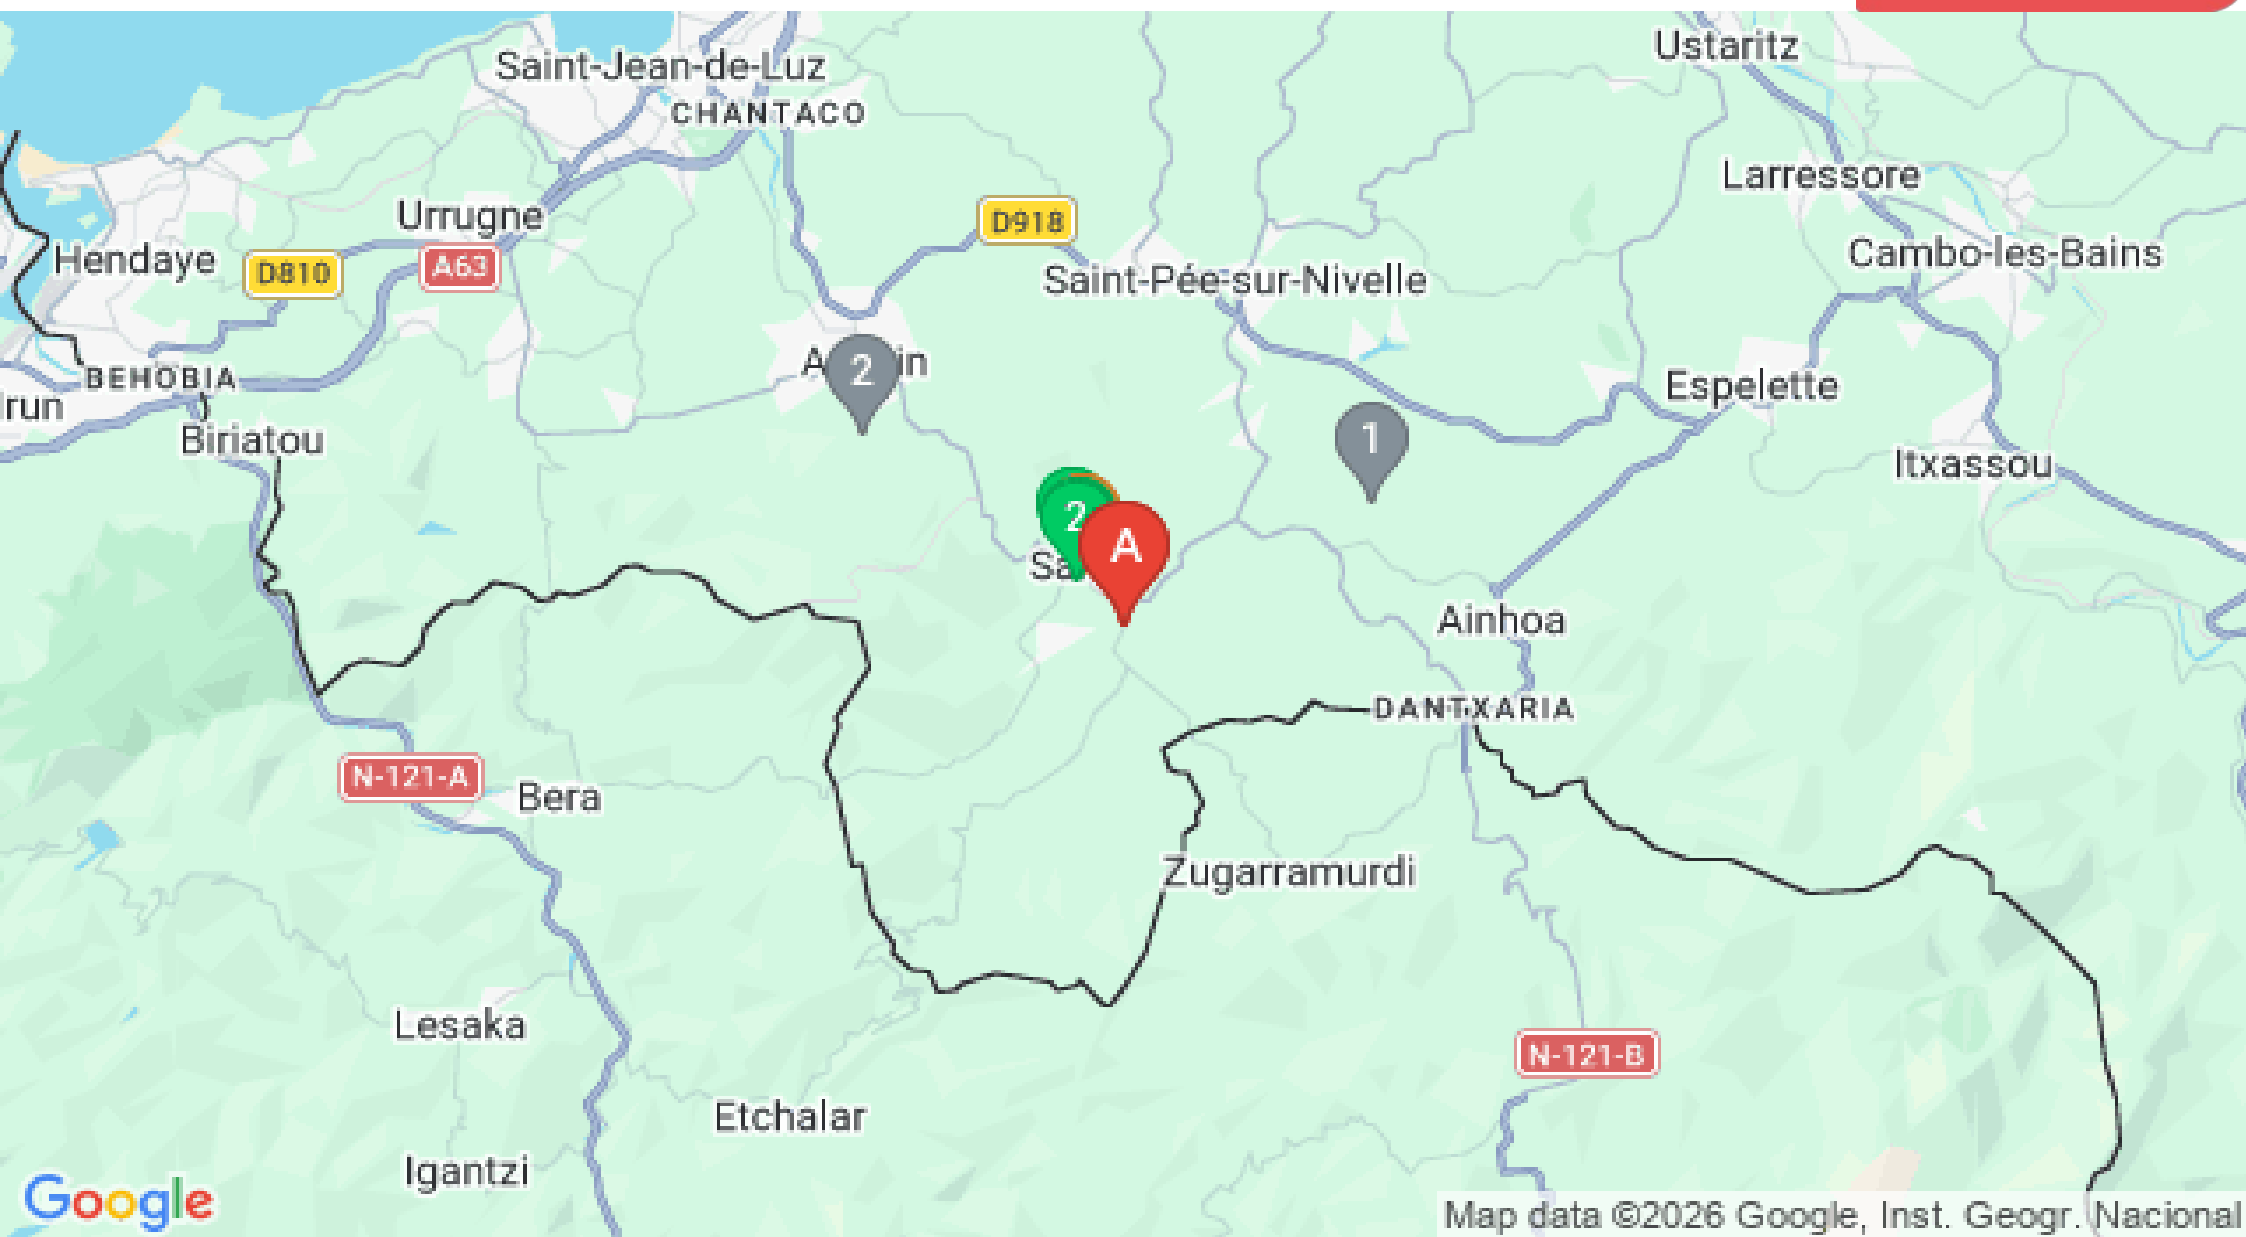 Saint-Jean-de-Luz
CHANTACO
Ustaritz
Larressore
Urrugne
D918
Hendaye
D810
A63
Saint-Pée-sur-Nivelle
Cambo-les-Bains
2
BEHOBIA
Irun
Espelette
Biriatou
1
Itxassou
2
A
Ainhoa
DANTXARIA
N-121-A
Bera
Zugarramurdi
Lesaka
N-121-B
Etchalar
Igantzi
Google
Map data ©2026 Google, Inst. Geogr. Nacional